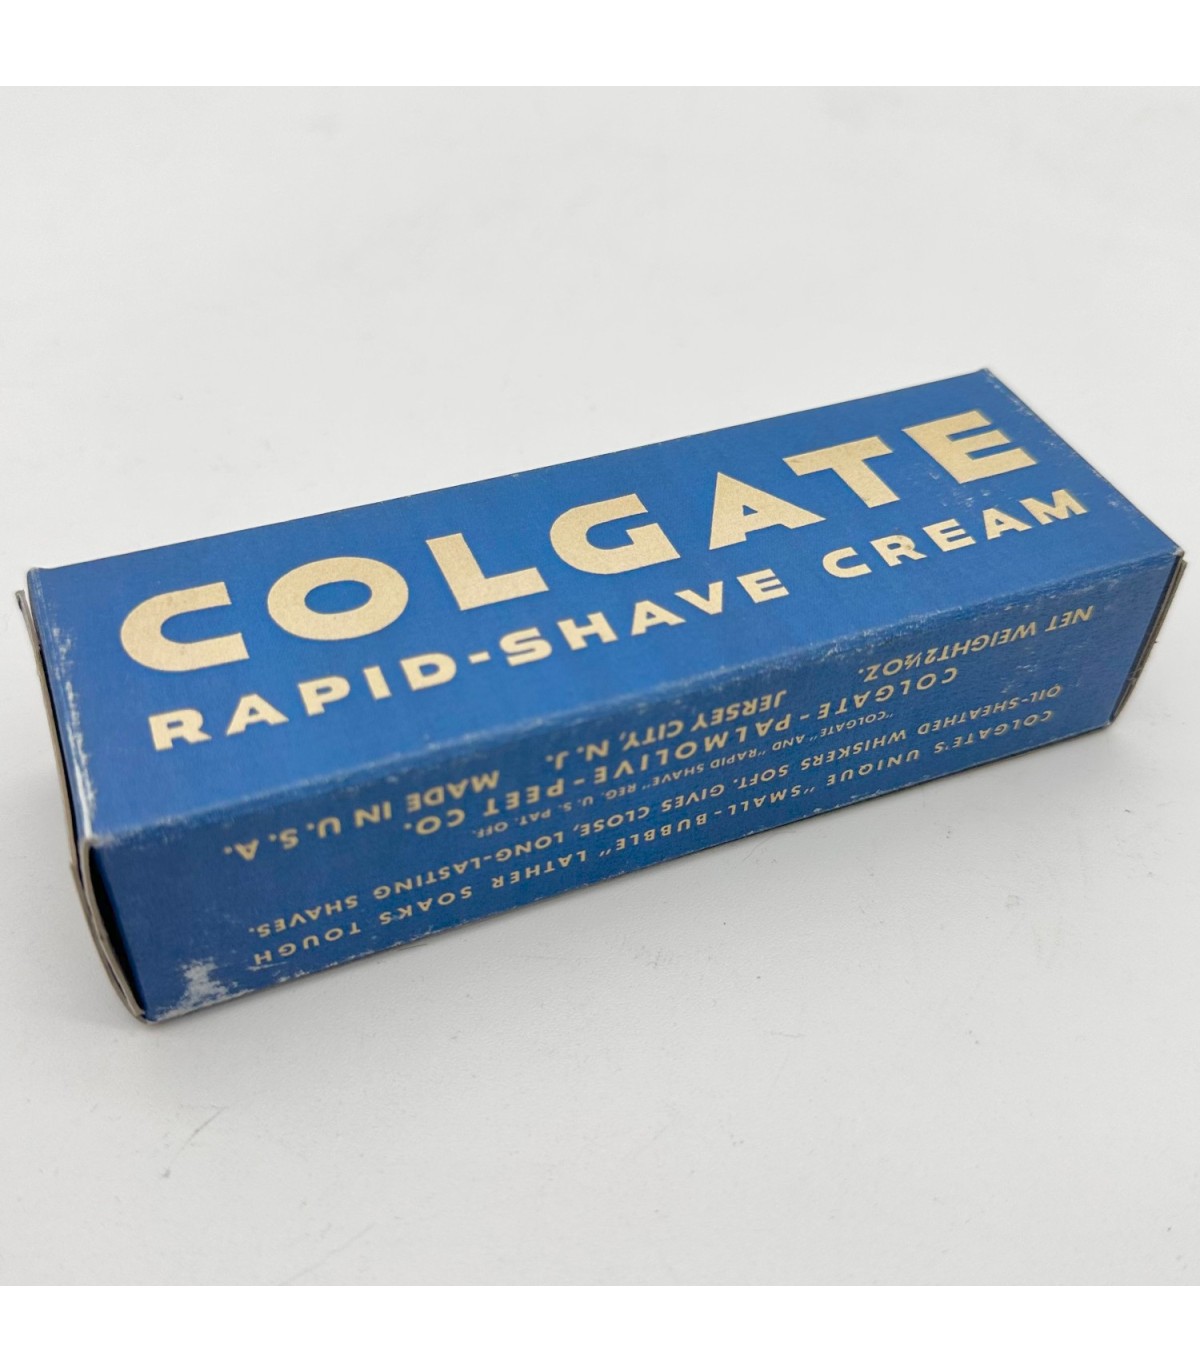 COLGATE
RAPID-SHAVE CREAM
COLGATE'S UNIQUE "SMALL-BUBBLE" LATHER SOAKS TOUGH
OIL-SHEATHED WHISKERS SOFT. GIVES CLOSE, LONG-LASTING SHAVES.
"COLGATE" AND "RAPID SHAVE" REG. U. S. PAT. OFF.
COLGATE-PALMOLIVE-PEET CO.
NET WEIGHT 2½ OZ. JERSEY CITY, N. J. MADE IN U. S. A.